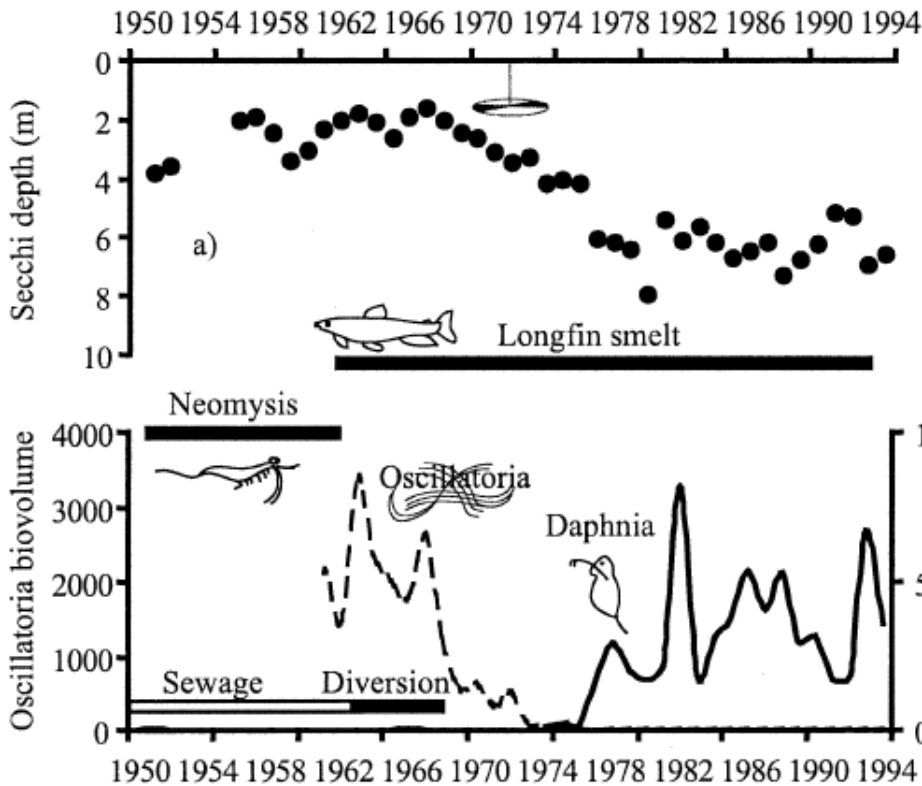 1950 1954 1958 1962 1966 1972 1974 1978 1982 1986 1990 1994
0
2
4
6
8
10
Secchi depth (m)
a)
Longfin smelt
Neomysis
4000
3000
2000
1000
0
Oscillatoria biovolume
Oscillatoria
Daphnia
Sewage Diversion
1950 1954 1958 1962 1966 1970 1974 1978 1982 1986 1990 1994